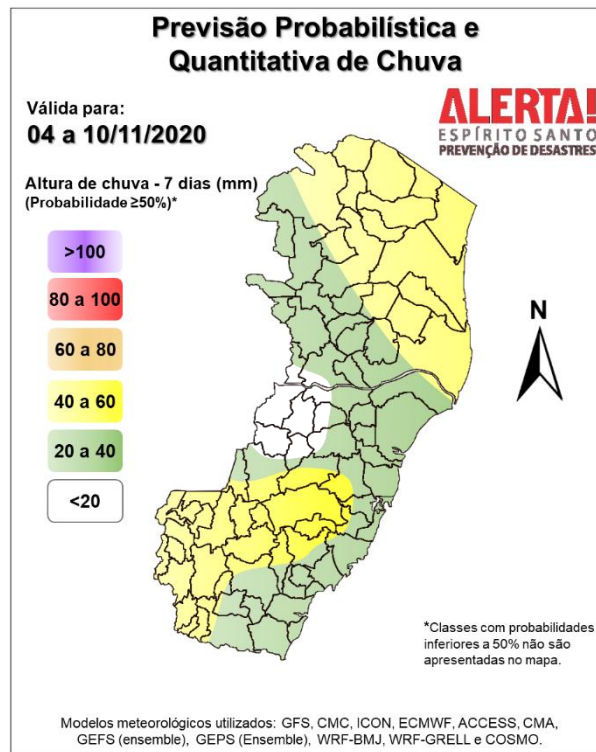 Previsão Probabilística e
Quantitativa de Chuva
Válida para:
04 a 10/11/2020
ALERTA!
ESPÍRITO SANTO
PREVENÇÃO DE DESASTRES
Altura de chuva - 7 dias (mm)
(Probabilidade ≥50%)*
>100
80 a 100
60 a 80
40 a 60
20 a 40
<20
N
*Classes com probabilidades
inferiores a 50% não são
apresentadas no mapa.
Modelos meteorológicos utilizados: GFS, CMC, ICON, ECMWF, ACCESS, CMA,
GEFS (ensemble), GEPS (Ensemble), WRF-BMJ, WRF-GRELL e COSMO.